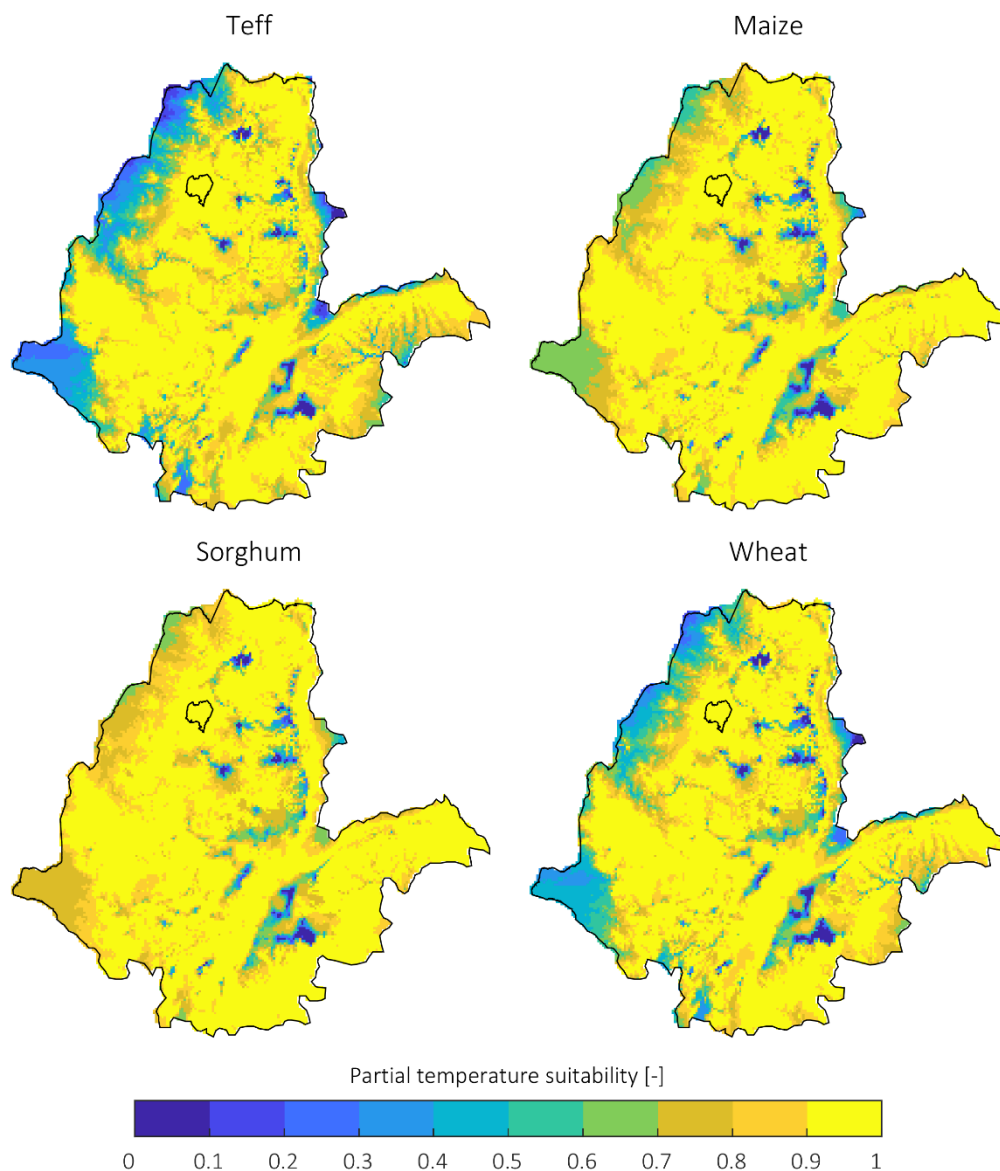 Teff
Maize
Sorghum
Wheat
Partial temperature suitability [-]
0 0.1 0.2 0.3 0.4 0.5 0.6 0.7 0.8 0.9 1